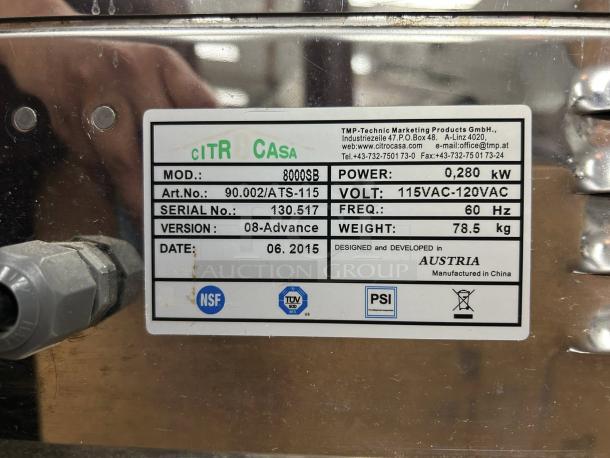 TMP-Technic Marketing Products GmbH.,
Industriezeile 47.P.O.Box 48. A-Linz 4020,
web:www.citrocasa.com e-mail:office@tmp.at
Tel.+43-732-7501 73-0 Fax:+43-732-75 01 73-24
CITRO CASA
MOD.: 8000SB POWER: 0,280 kW
Art.No.: 90.002/ATS-115 VOLT: 115VAC-120VAC
SERIAL No.: 130.517 FREQ.: 60 Hz
VERSION: 08-Advance WEIGHT: 78.5 kg
DATE: 06. 2015 DESIGNED and DEVELOPED in
AUSTRIA
Manufactured in China
AUCTION GROUP
NSF TÜV PSI